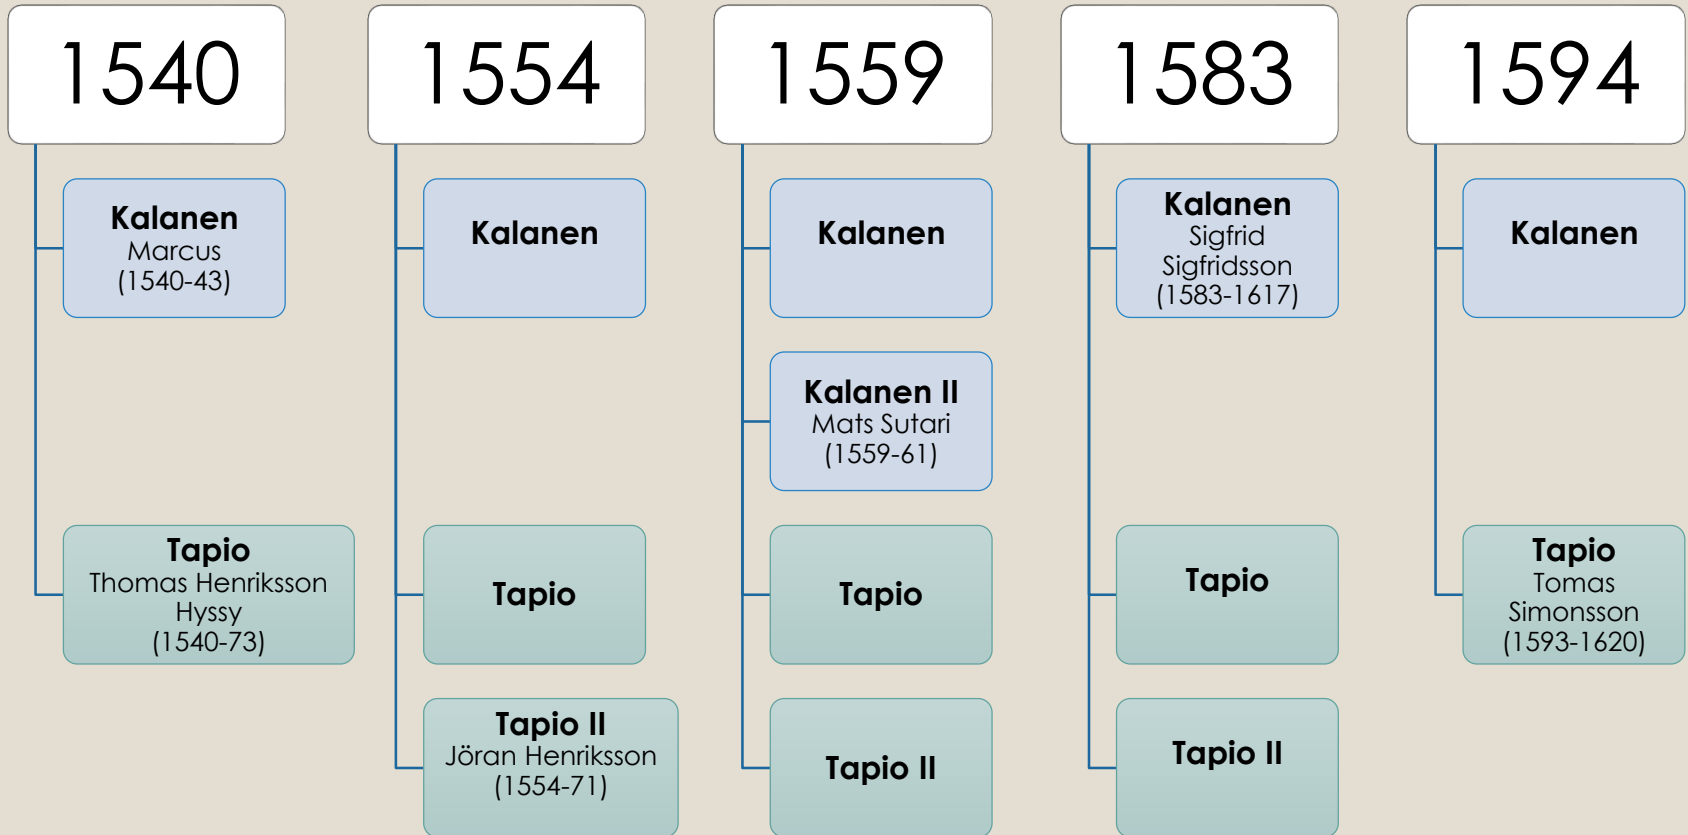 1540
Kalanen
Marcus
(1540-43)
Tapio
Thomas Henriksson
Hyssy
(1540-73)
1554
Kalanen
Tapio
Tapio II
Jöran Henriksson
(1554-71)
1559
Kalanen
Kalanen II
Mats Sutari
(1559-61)
Tapio
Tapio II
1583
Kalanen
Sigfrid
Sigfridsson
(1583-1617)
Tapio
Tapio II
1594
Kalanen
Tapio
Tomas
Simonsson
(1593-1620)